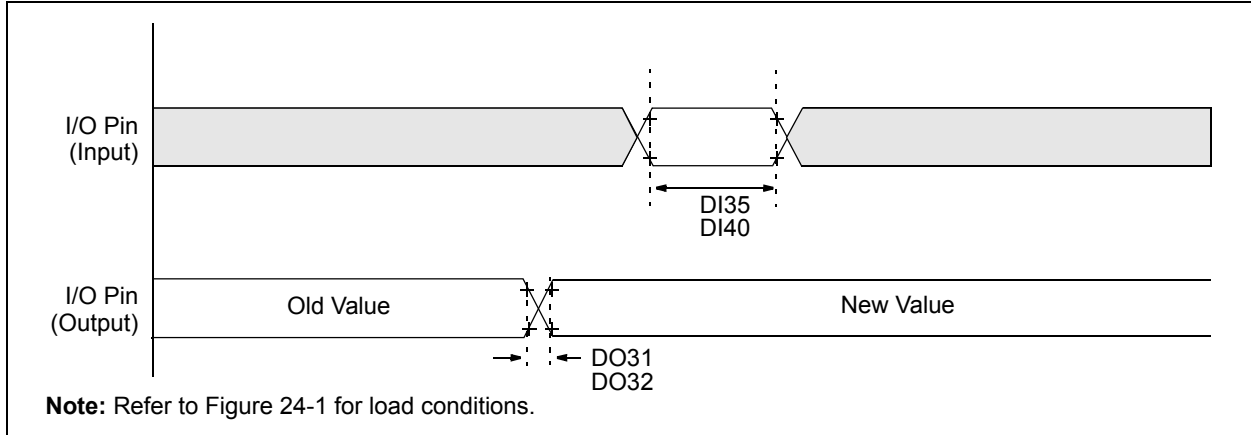 I/O Pin
(Input)
DI35
DI40
I/O Pin
(Output)
Old Value
New Value
DO31
DO32
Note: Refer to Figure 24-1 for load conditions.